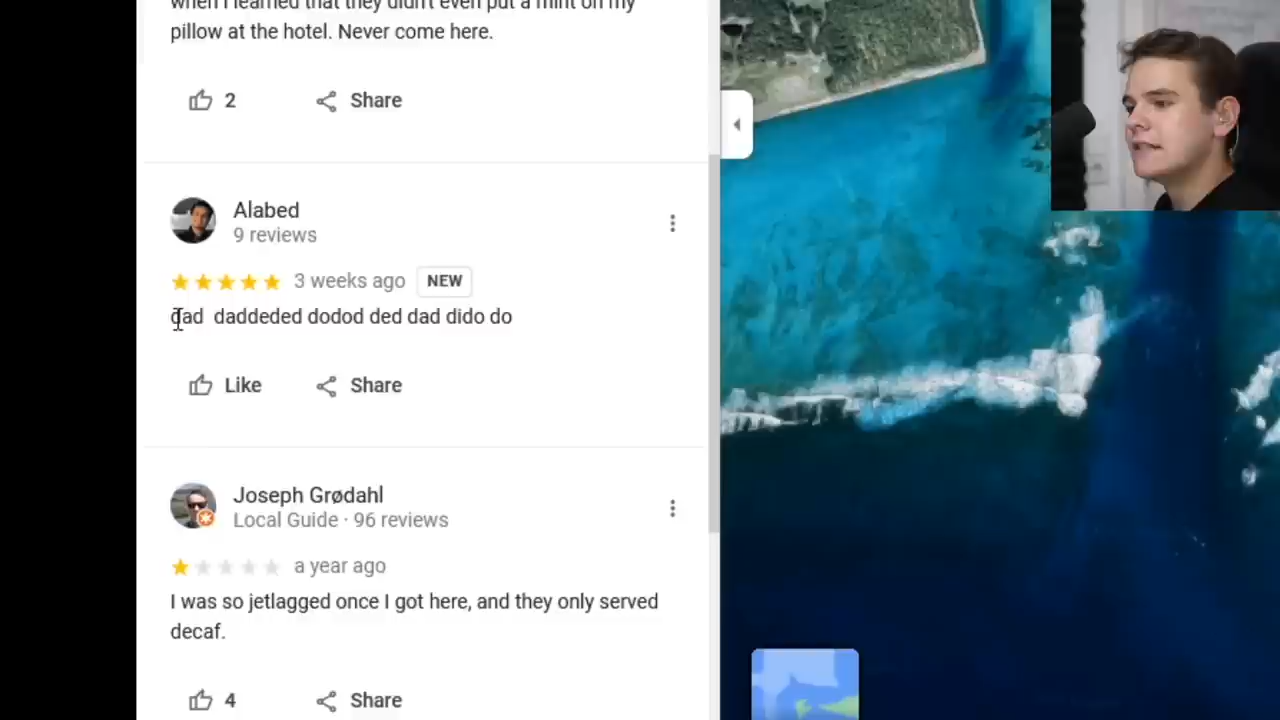 when I learned that they didn't even put a mint on my
pillow at the hotel. Never come here.
2
Share
Alabed
9 reviews
3 weeks ago
NEW
dad  daddeded dodod ded dad dido do
Like
Share
Joseph Grødahl
Local Guide · 96 reviews
a year ago
I was so jetlagged once I got here, and they only served
decaf.
4
Share